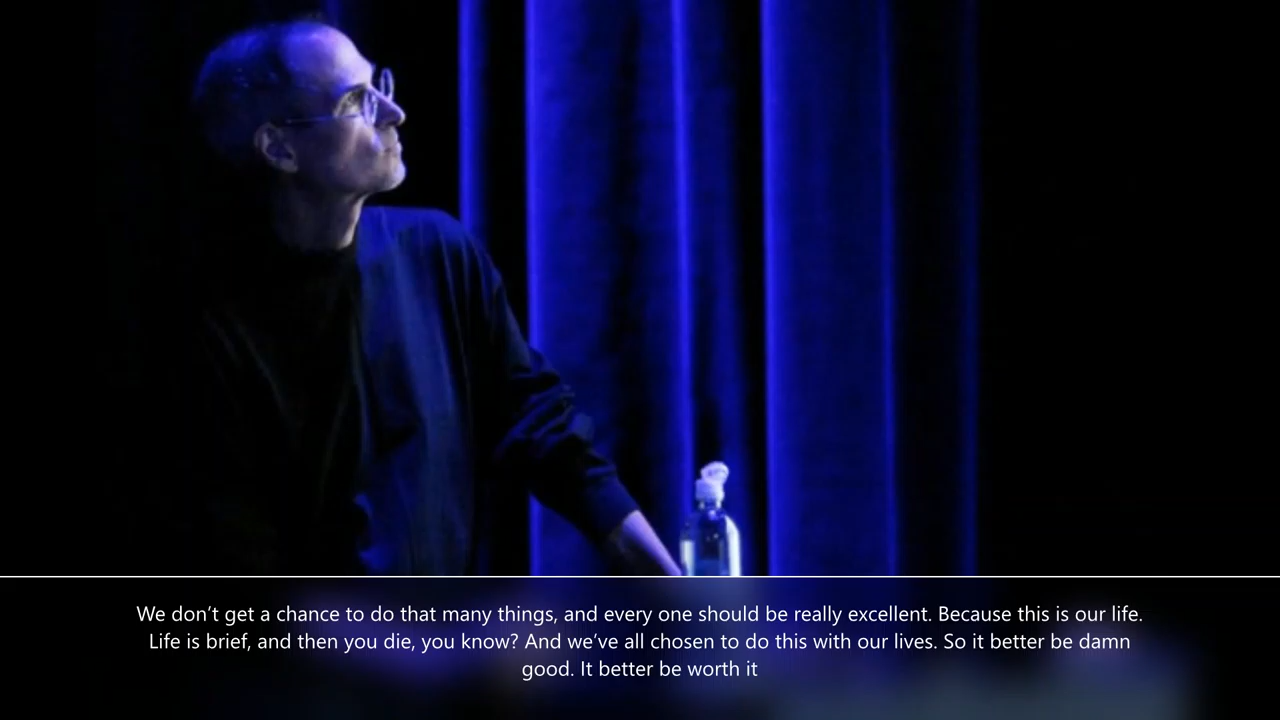 We don’t get a chance to do that many things, and every one should be really excellent. Because this is our life.
Life is brief, and then you die, you know? And we’ve all chosen to do this with our lives. So it better be damn
good. It better be worth it